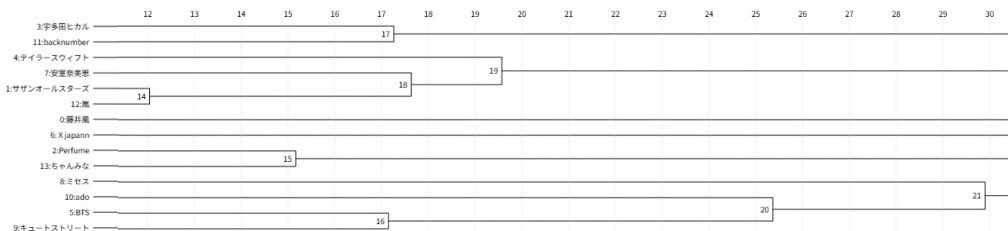 12 13 14 15 16 17 18 19 20 21 22 23 24 25 26 27 28 29 30
3:宇多田ヒカル
17
11:backnumber
4:テイラースウィフト
19
7:安室奈美恵
18
1:サザンオールスターズ
14
12:嵐
0:藤井風
6: X japann
2:Perfume
15
13:ちゃんみな
8:ミセス
21
10:ado
20
5:BTS
16
9:キュートストリート